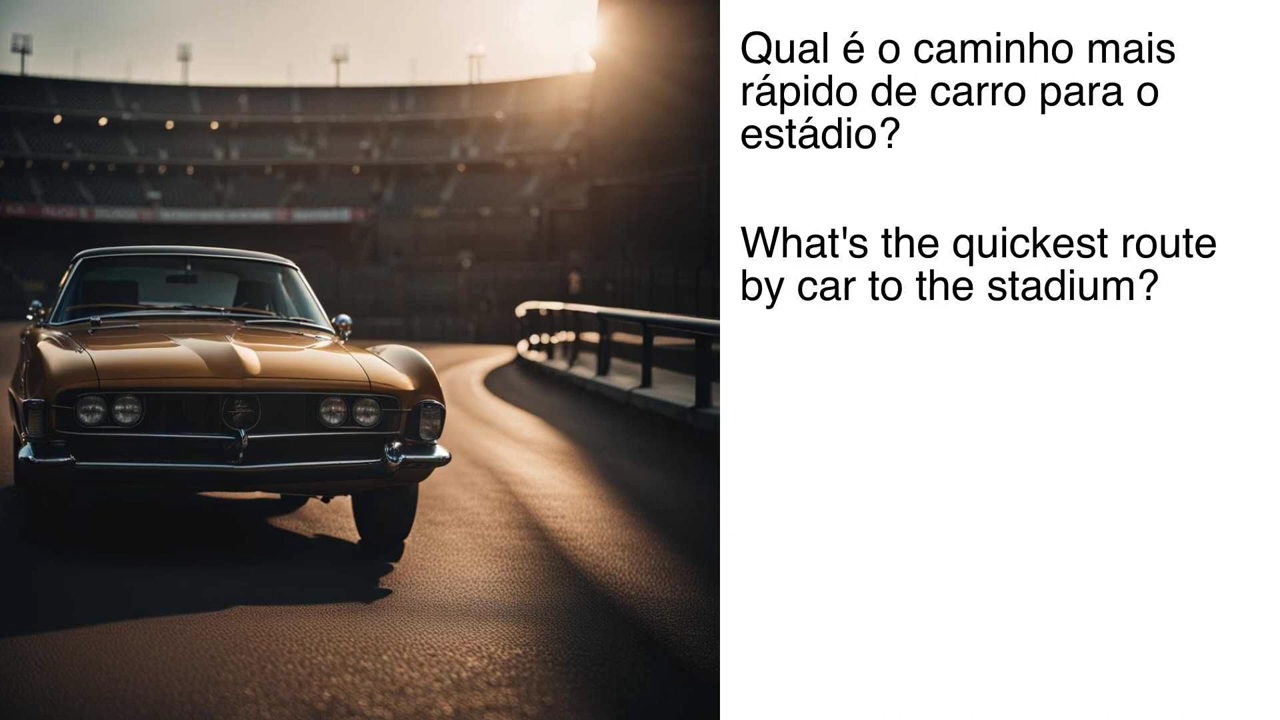 Qual é o caminho mais
rápido de carro para o
estádio?
What's the quickest route
by car to the stadium?